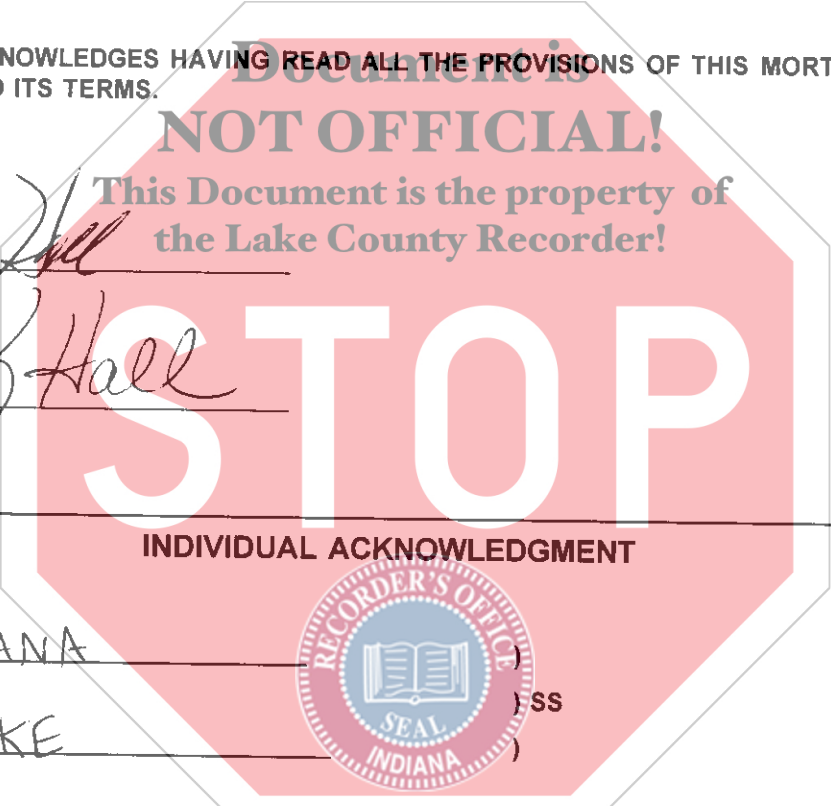 NOWLEDGES HAVING READ ALL THE PROVISIONS OF THIS MORT
ITS TERMS.
Document is
NOT OFFICIAL!
This Document is the property of
the Lake County Recorder!
Hall
Hall
STOP
INDIVIDUAL ACKNOWLEDGMENT
RECORDER'S OFFICE
SEAL
INDIANA
ANA )
) SS
KE )